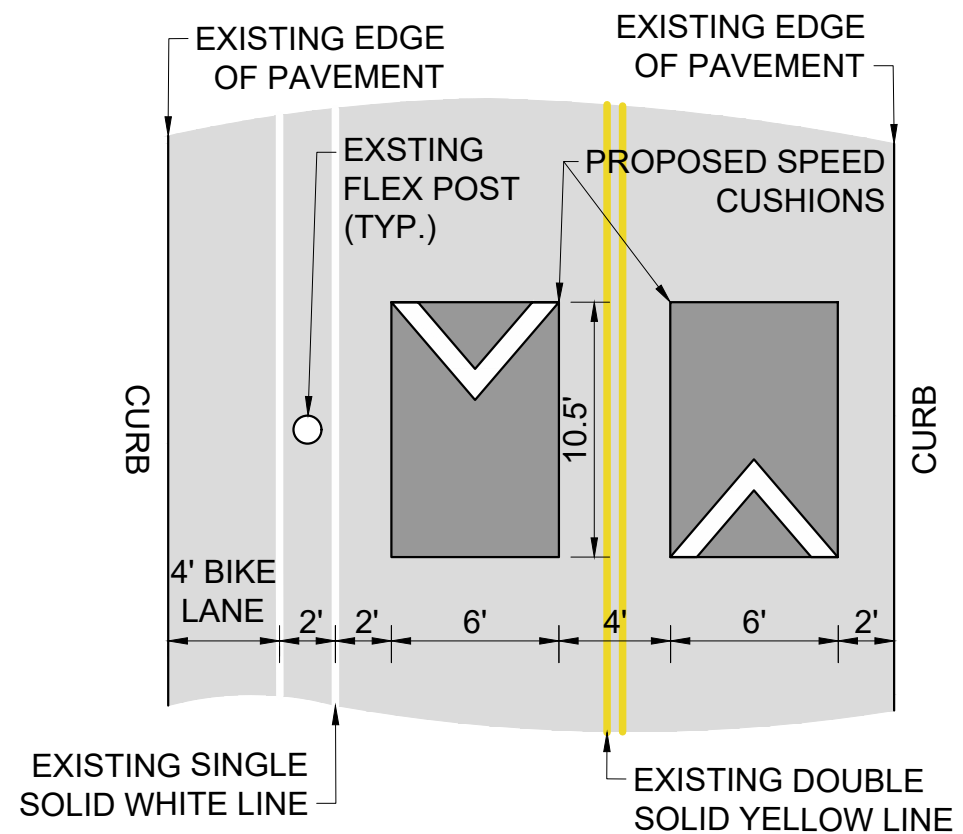 EXISTING EDGE
OF PAVEMENT
EXISTING EDGE
OF PAVEMENT
EXSTING
FLEX POST
(TYP.)
PROPOSED SPEED
CUSHIONS
CURB
10.5'
CURB
4' BIKE
LANE
2'
2'
6'
4'
6'
2'
EXISTING SINGLE
SOLID WHITE LINE
EXISTING DOUBLE
SOLID YELLOW LINE